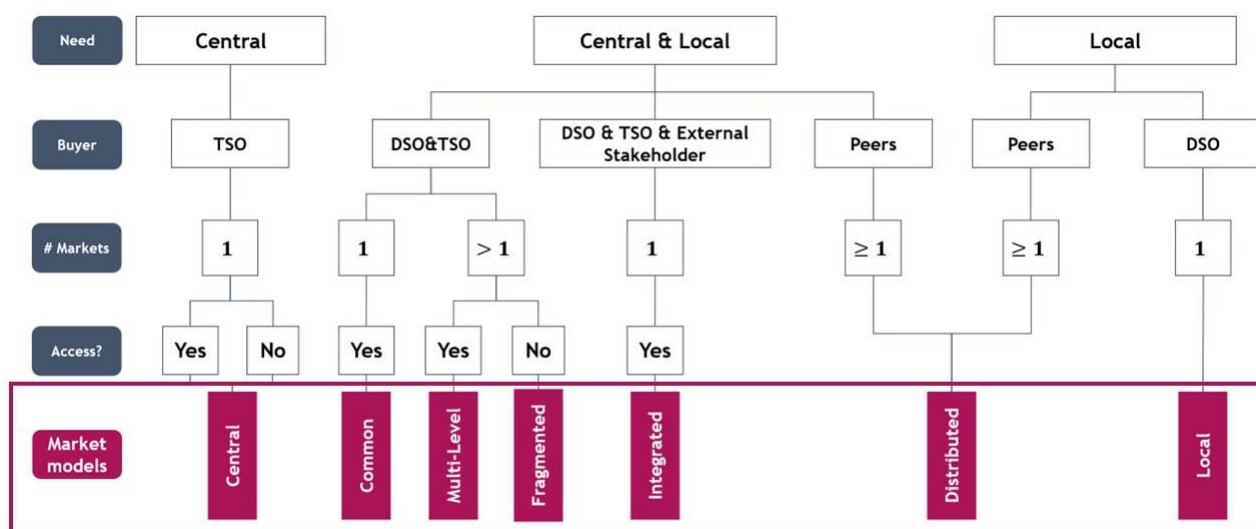 Need
Central
Central & Local
Local
Buyer
TSO
DSO&TSO
DSO & TSO & External
Stakeholder
Peers
Peers
DSO
# Markets
1
1
> 1
1
≥ 1
≥ 1
1
Access?
Yes
No
Yes
Yes
No
Yes
Market
models
Central
Common
Multi-Level
Fragmented
Integrated
Distributed
Local